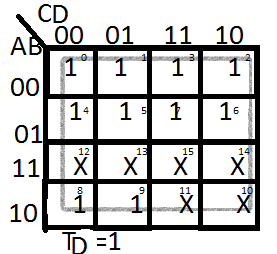 CD
AB 00 01 11 10
00 1 0 1 1 1 3 1 2
01 1 4 1 5 1 7 1 6
11 X 12 X 13 X 15 X 14
10 1 8 1 9 X 11 X 10
TD =1